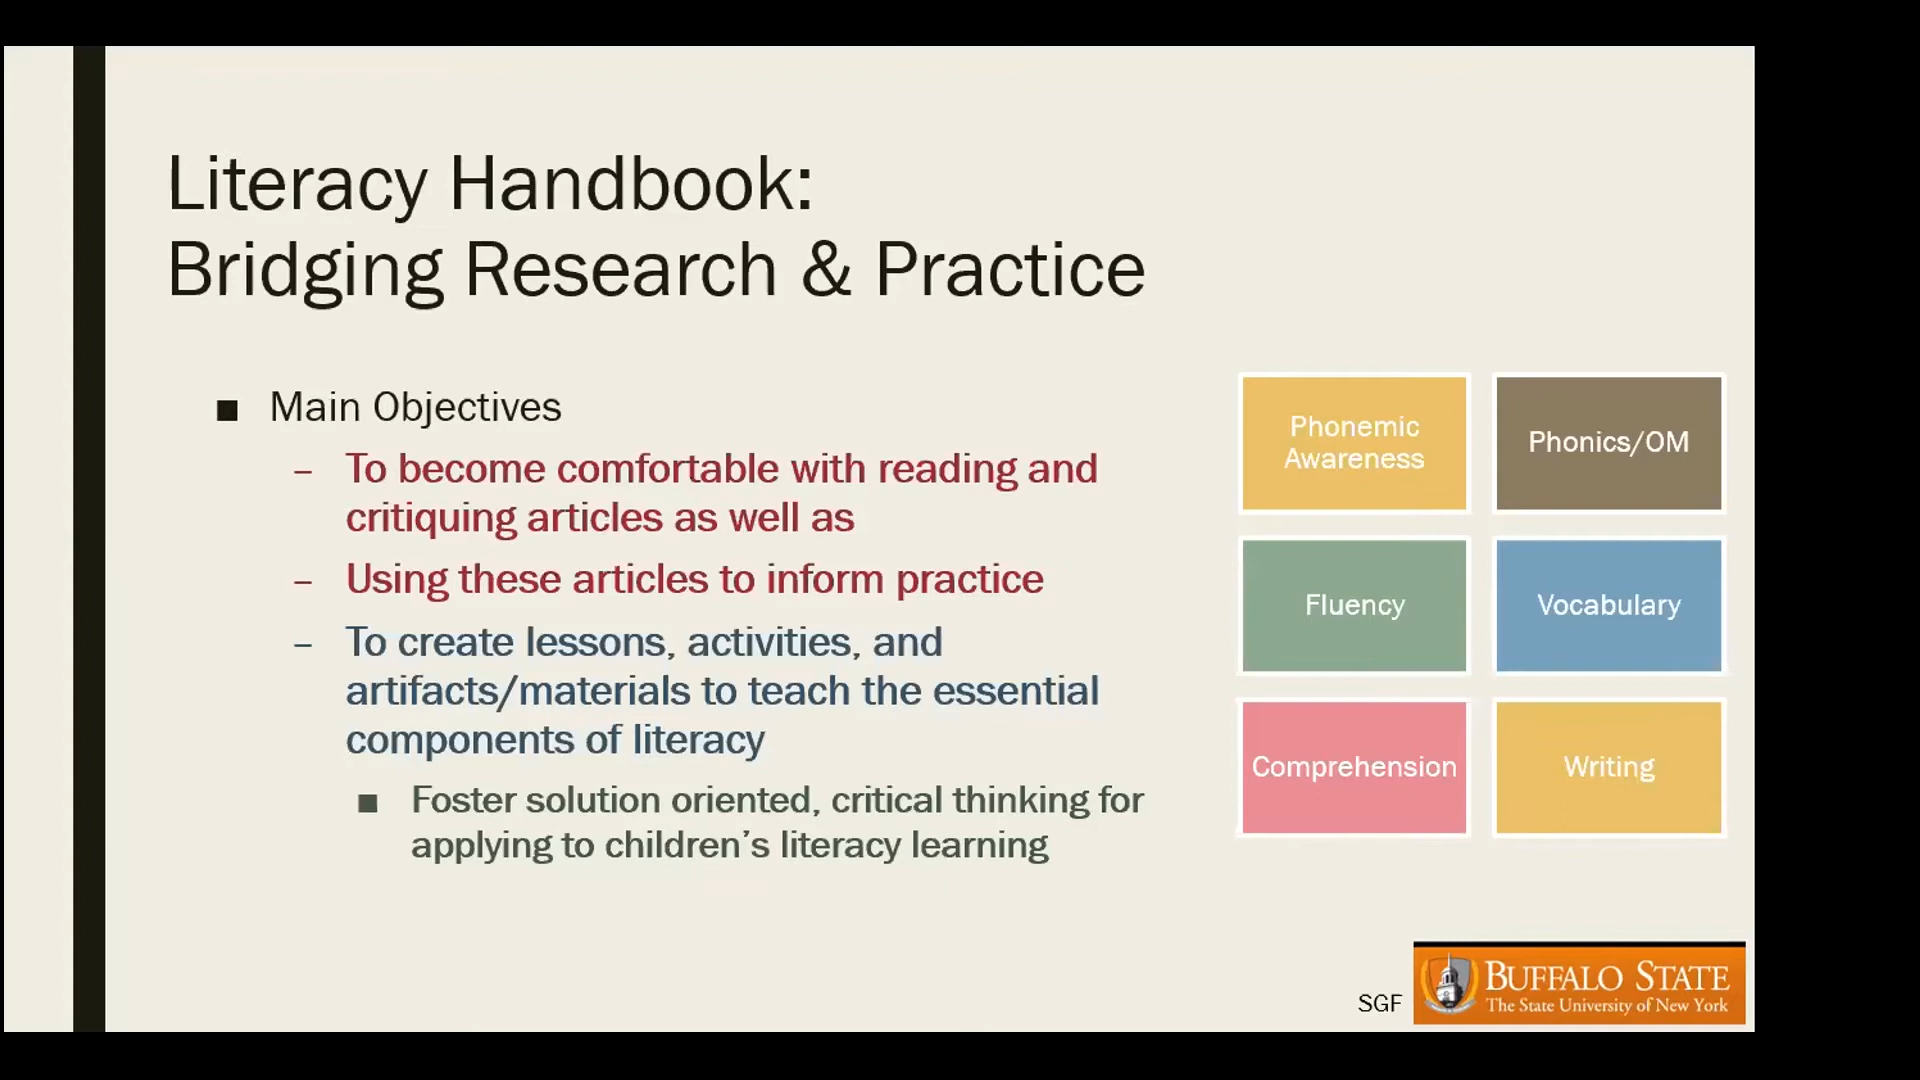 Literacy Handbook:
Bridging Research & Practice
■ Main Objectives
– To become comfortable with reading and
critiquing articles as well as
– Using these articles to inform practice
– To create lessons, activities, and
artifacts/materials to teach the essential
components of literacy
■ Foster solution oriented, critical thinking for
applying to children’s literacy learning
Phonemic
Awareness
Phonics/OM
Fluency
Vocabulary
Comprehension
Writing
SGF
BUFFALO STATE
The State University of New York